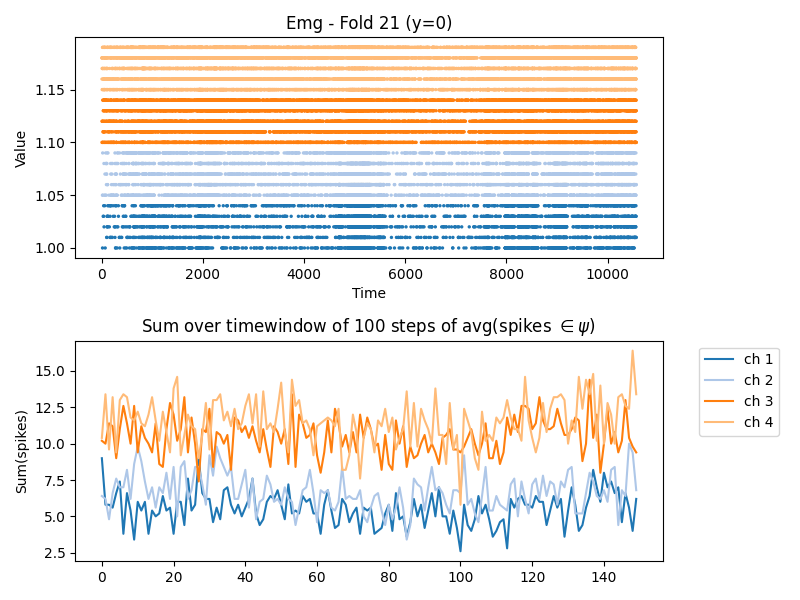 Emg - Fold 21 (y=0)
Value
1.15
1.10
1.05
1.00
0 2000 4000 6000 8000 10000
Time
Sum over timewindow of 100 steps of avg(spikes ∈ψ)
Sum(spikes)
15.0
12.5
10.0
7.5
5.0
2.5
0 20 40 60 80 100 120 140
ch 1
ch 2
ch 3
ch 4